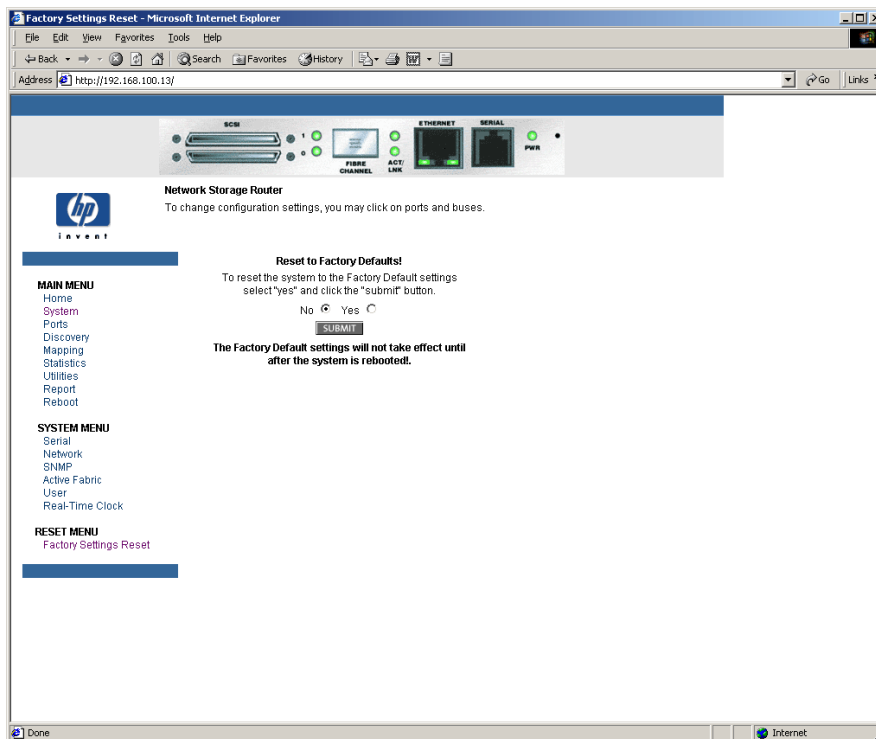 Factory Settings Reset - Microsoft Internet Explorer
File Edit View Favorites Tools Help
Back Search Favorites History
Address http://192.168.100.13/ Go Links
SCSI ETHERNET SERIAL
1
0
FIBRE CHANNEL
ACT/ LNK
PWR
hp
invent
Network Storage Router
To change configuration settings, you may click on ports and buses.
Reset to Factory Defaults!
To reset the system to the Factory Default settings
select "yes" and click the "submit" button.
No Yes
SUBMIT
The Factory Default settings will not take effect until
after the system is rebooted!.
MAIN MENU
Home
System
Ports
Discovery
Mapping
Statistics
Utilities
Report
Reboot
SYSTEM MENU
Serial
Network
SNMP
Active Fabric
User
Real-Time Clock
RESET MENU
Factory Settings Reset
Done Internet